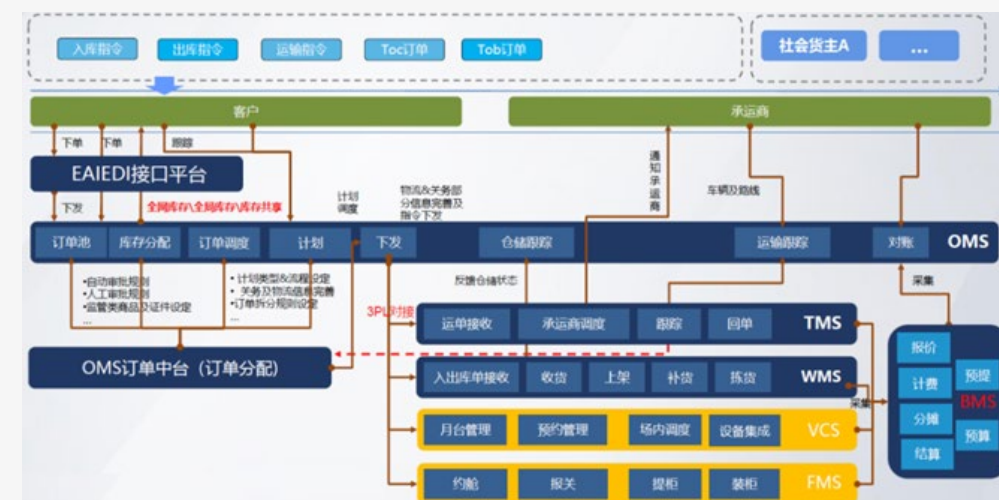 入库指令
出库指令
运输指令
Toc订单
Tob订单
社会货主A
...
客户
承运商
下单
下单
跟踪
EAIEDI接口平台
下发
全网库存\全局库存\库存共享
计划
调度
物流&关务部
分信息完善及
指令下发
通知承运商
车辆及路线
订单池
库存分配
订单调度
计划
下发
仓储跟踪
运输跟踪
对账
OMS
•自动审批规则
•人工审批规则
•监管类商品及证件设定
...
• 计划类型&流程设定
• 关务及物流信息完善
•订单拆分规则设定
...
反馈仓储状态
采集
3PL对接
运单接收
承运商调度
跟踪
回单
TMS
OMS订单中台（订单分配）
入出库单接收
收货
上架
补货
拣货
WMS
采集
月台管理
预约管理
场内调度
设备集成
VCS
约舱
报关
提柜
装柜
FMS
报价
计费
分摊
结算
预提
BMS
预算